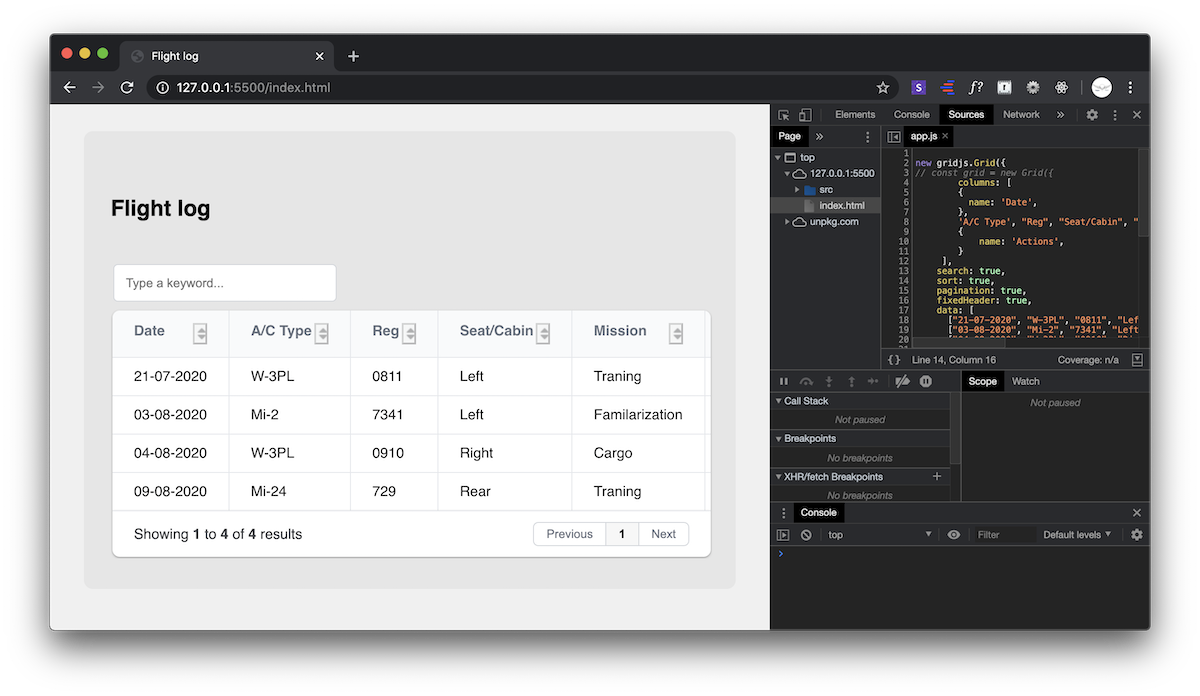 Flight log
127.0.0.1:5500/index.html
S
f?
Elements Console Sources Network »
Page » app.js
top
127.0.0.1:5500
src
index.html
unpkg.com
1
2 new gridjs.Grid({
3 // const grid = new Grid({
4 columns: [
5 {
6 name: 'Date',
7 },
8 'A/C Type', "Reg", "Seat/Cabin", "
9 {
10 name: 'Actions',
11 }
12 ],
13 search: true,
14 sort: true,
15 pagination: true,
16 fixedHeader: true,
17 data: [
18 ["21-07-2020", "W-3PL", "0811", "Lef
19 ["03-08-2020", "Mi-2", "7341", "Left
20
{} Line 14, Column 16 Coverage: n/a
Scope Watch
Call Stack
Not paused
Not paused
Breakpoints
No breakpoints
XHR/fetch Breakpoints
No breakpoints
Console
top Filter Default levels
Flight log
Type a keyword...
Date A/C Type Reg Seat/Cabin Mission
21-07-2020 W-3PL 0811 Left Traning
03-08-2020 Mi-2 7341 Left Familarization
04-08-2020 W-3PL 0910 Right Cargo
09-08-2020 Mi-24 729 Rear Traning
Showing 1 to 4 of 4 results Previous 1 Next